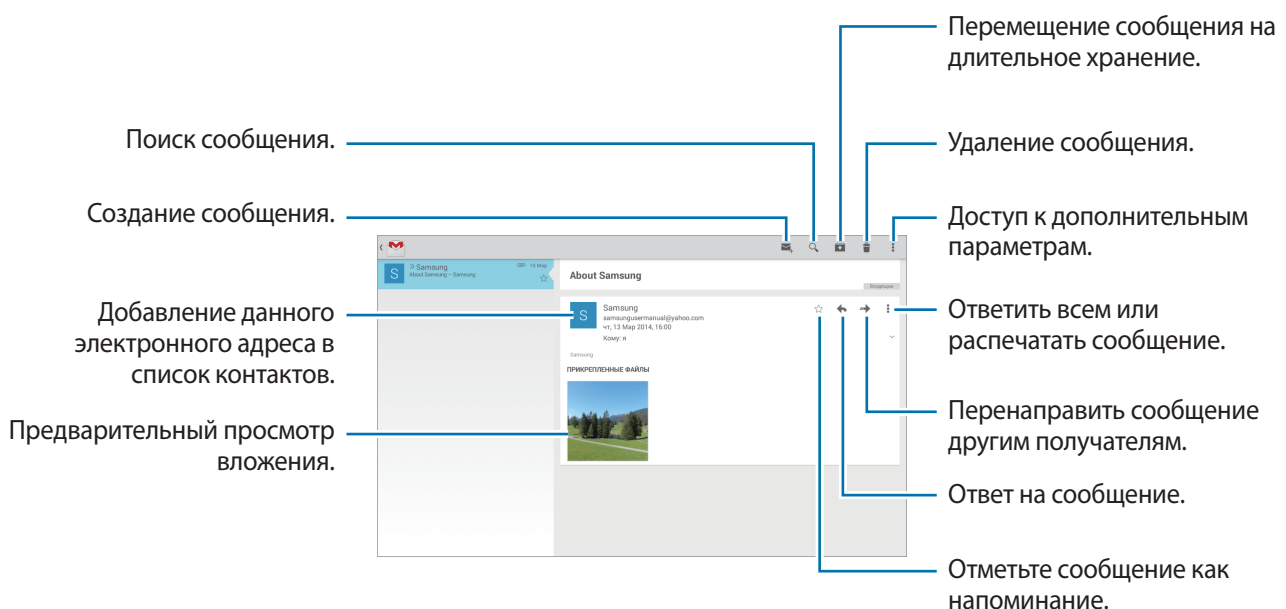 Перемещение сообщения на
длительное хранение.
Поиск сообщения.
Удаление сообщения.
Создание сообщения.
Доступ к дополнительным
параметрам.
Samsung
13 Мар
About Samsung – Samsung
S
About Samsung
Входящие
Добавление данного
электронного адреса в
список контактов.
S
Samsung
samsungusermanual@yahoo.com
чт, 13 Мар 2014, 16:00
Кому: я
Ответить всем или
распечатать сообщение.
Samsung
ПРИКРЕПЛЕННЫЕ ФАЙЛЫ
Предварительный просмотр
вложения.
Перенаправить сообщение
другим получателям.
Ответ на сообщение.
Отметьте сообщение как
напоминание.